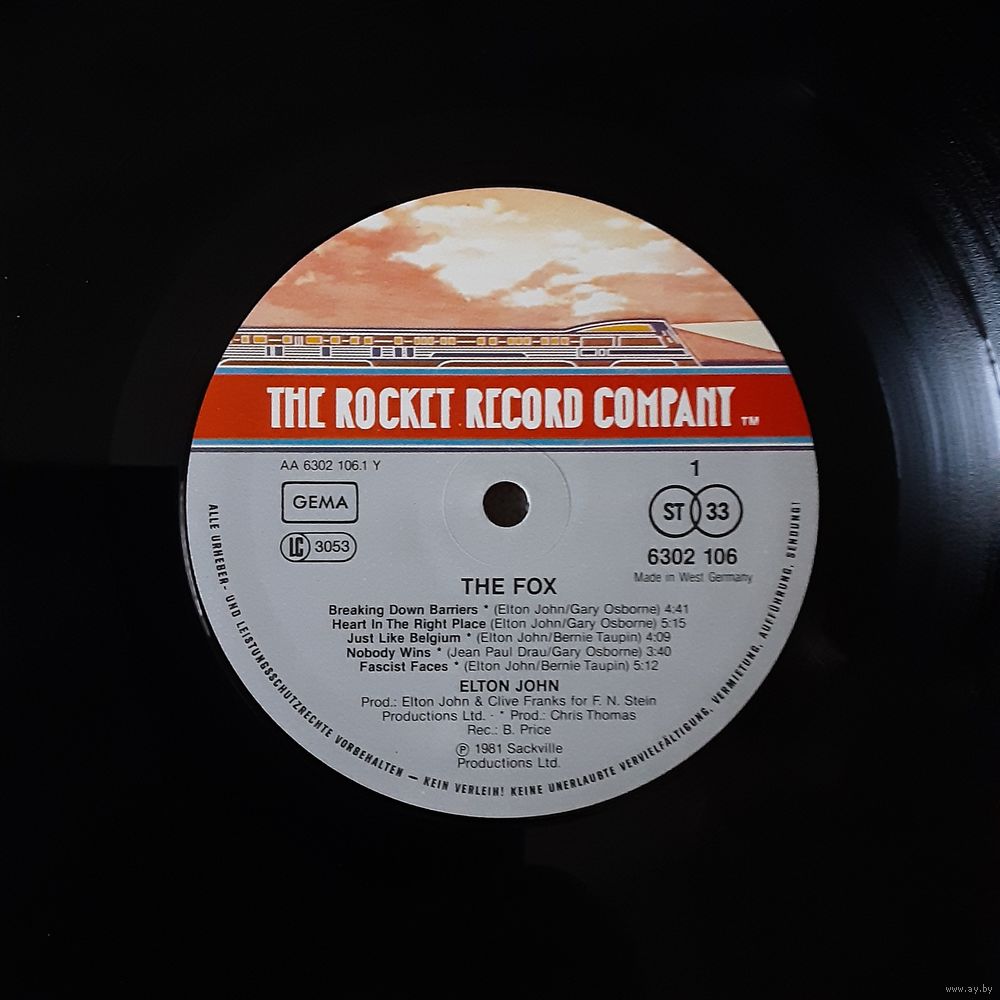 THE ROCKET RECORD COMPANY TM
AA 6302 106.1 Y
1
GEMA
ST 33
LC 3053
6302 106
Made in West Germany
THE FOX
Breaking Down Barriers * (Elton John/Gary Osborne) 4:41
Heart In The Right Place (Elton John/Gary Osborne) 5:15
Just Like Belgium * (Elton John/Bernie Taupin) 4:09
Nobody Wins * (Jean Paul Drau/Gary Osborne) 3:40
Fascist Faces * (Elton John/Bernie Taupin) 5:12
ELTON JOHN
Prod.: Elton John & Clive Franks for F. N. Stein
Productions Ltd. · * Prod.: Chris Thomas
Rec.: B. Price
Ⓟ 1981 Sackville
Productions Ltd.
ALLE URHEBER- UND LEISTUNGSSCHUTZRECHTE VORBEHALTEN — KEIN VERLEIH! KEINE UNERLAUBTE VERVIELFÄLTIGUNG, VERMIETUNG, AUFFÜHRUNG, SENDUNG!
www.ay.by